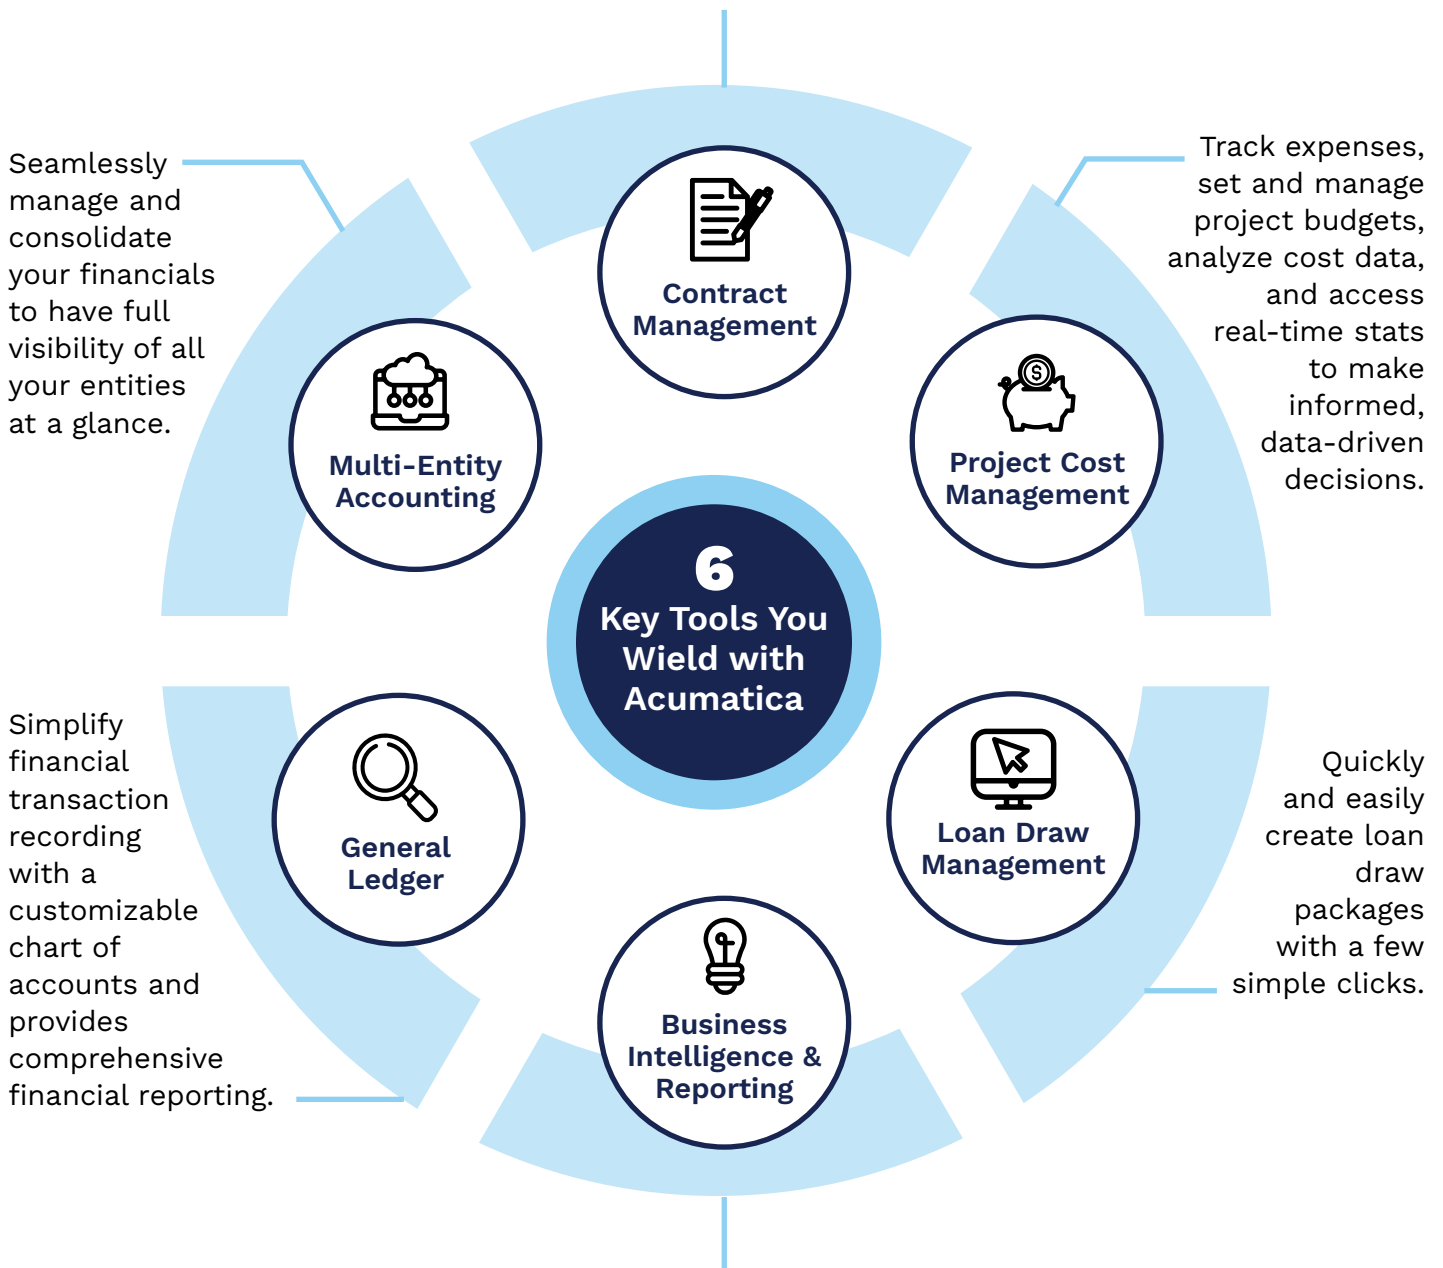 Seamlessly
manage and
consolidate
your financials
to have full
visibility of all
your entities
at a glance.
Contract
Management
Track expenses,
set and manage
project budgets,
analyze cost data,
and access
real-time stats
to make
informed,
data-driven
decisions.
Multi-Entity
Accounting
$
Project Cost
Management
6
Key Tools You
Wield with
Acumatica
Simplify
financial
transaction
recording
with a
customizable
chart of
accounts and
provides
comprehensive
financial reporting.
General
Ledger
Loan Draw
Management
Quickly
and easily
create loan
draw
packages
with a few
simple clicks.
Business
Intelligence &
Reporting